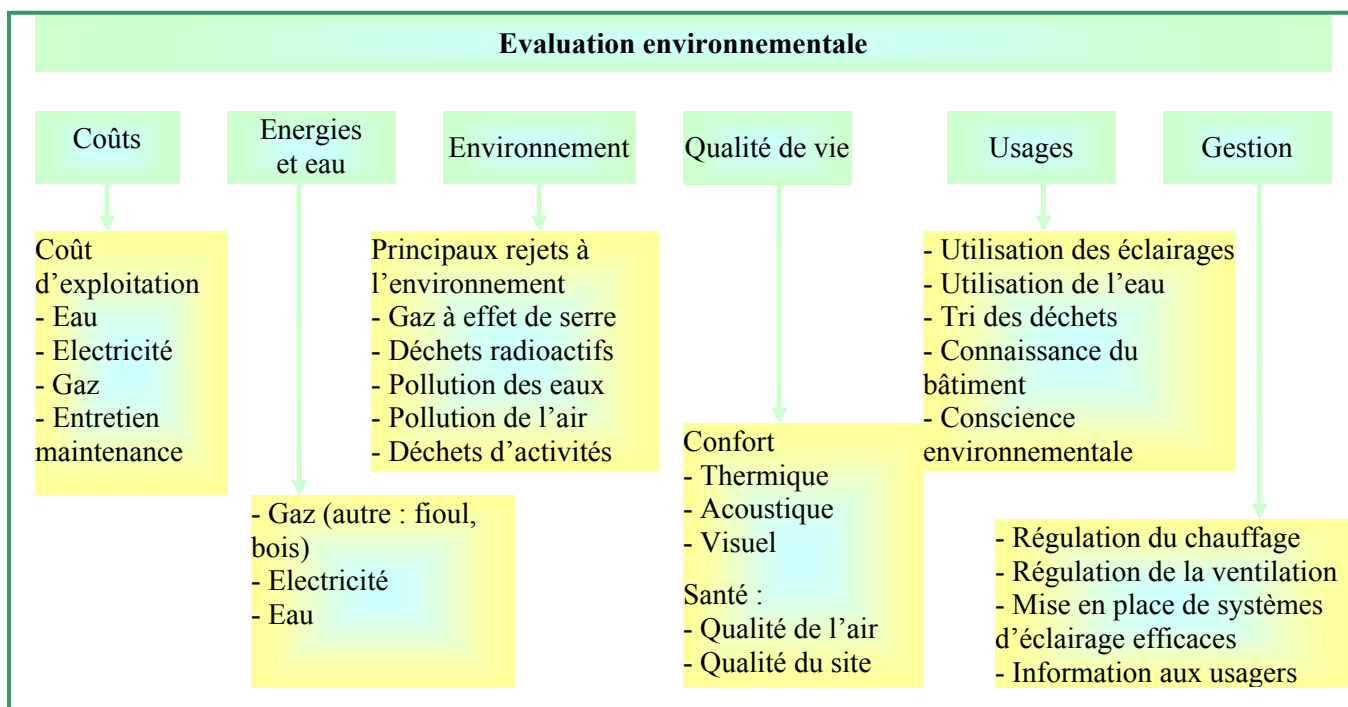 Evaluation environnementale
Coûts
Energies
et eau
Environnement
Qualité de vie
Usages
Gestion
Coût
d’exploitation
- Eau
- Electricité
- Gaz
- Entretien
maintenance
- Gaz (autre : fioul,
bois)
- Electricité
- Eau
Principaux rejets à
l’environnement
- Gaz à effet de serre
- Déchets radioactifs
- Pollution des eaux
- Pollution de l’air
- Déchets d’activités
Confort
- Thermique
- Acoustique
- Visuel
Santé :
- Qualité de l’air
- Qualité du site
- Utilisation des éclairages
- Utilisation de l’eau
- Tri des déchets
- Connaissance du
bâtiment
- Conscience
environnementale
- Régulation du chauffage
- Régulation de la ventilation
- Mise en place de systèmes
d’éclairage efficaces
- Information aux usagers